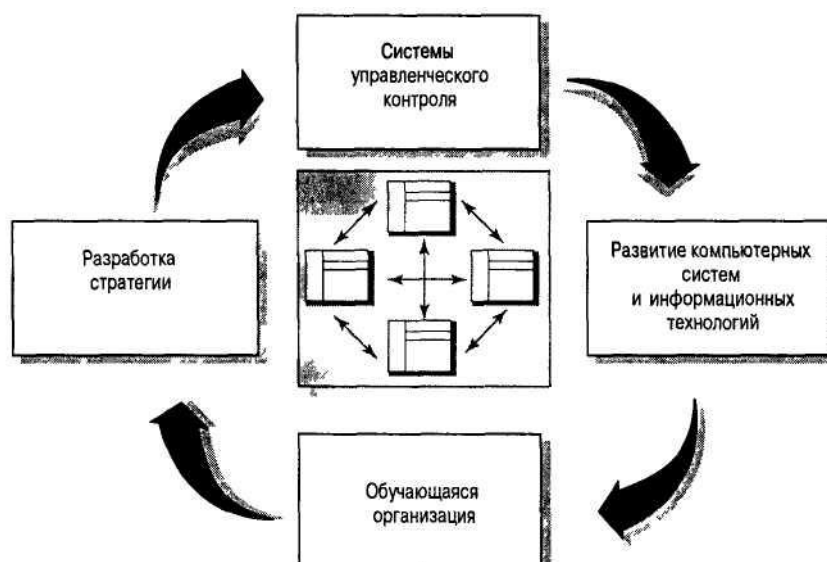 Системы
управленческого
контроля
Разработка
стратегии
Развитие компьютерных
систем
и информационных
технологий
Обучающаяся
организация